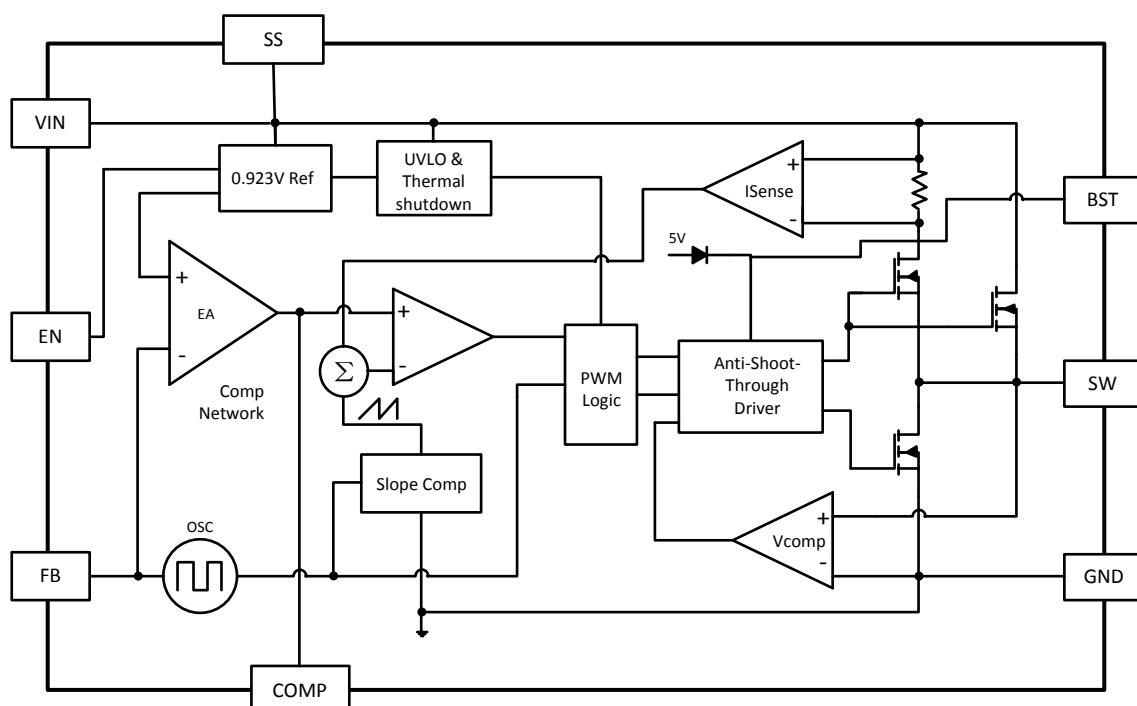 SS
VIN
0.923V Ref
UVLO &
Thermal
shutdown
+
ISense
-
BST
5V
+
EA
-
EN
+
-
Σ
Comp
Network
PWM
Logic
Anti-Shoot-
Through
Driver
SW
Slope Comp
OSC
+
Vcomp
-
FB
GND
COMP